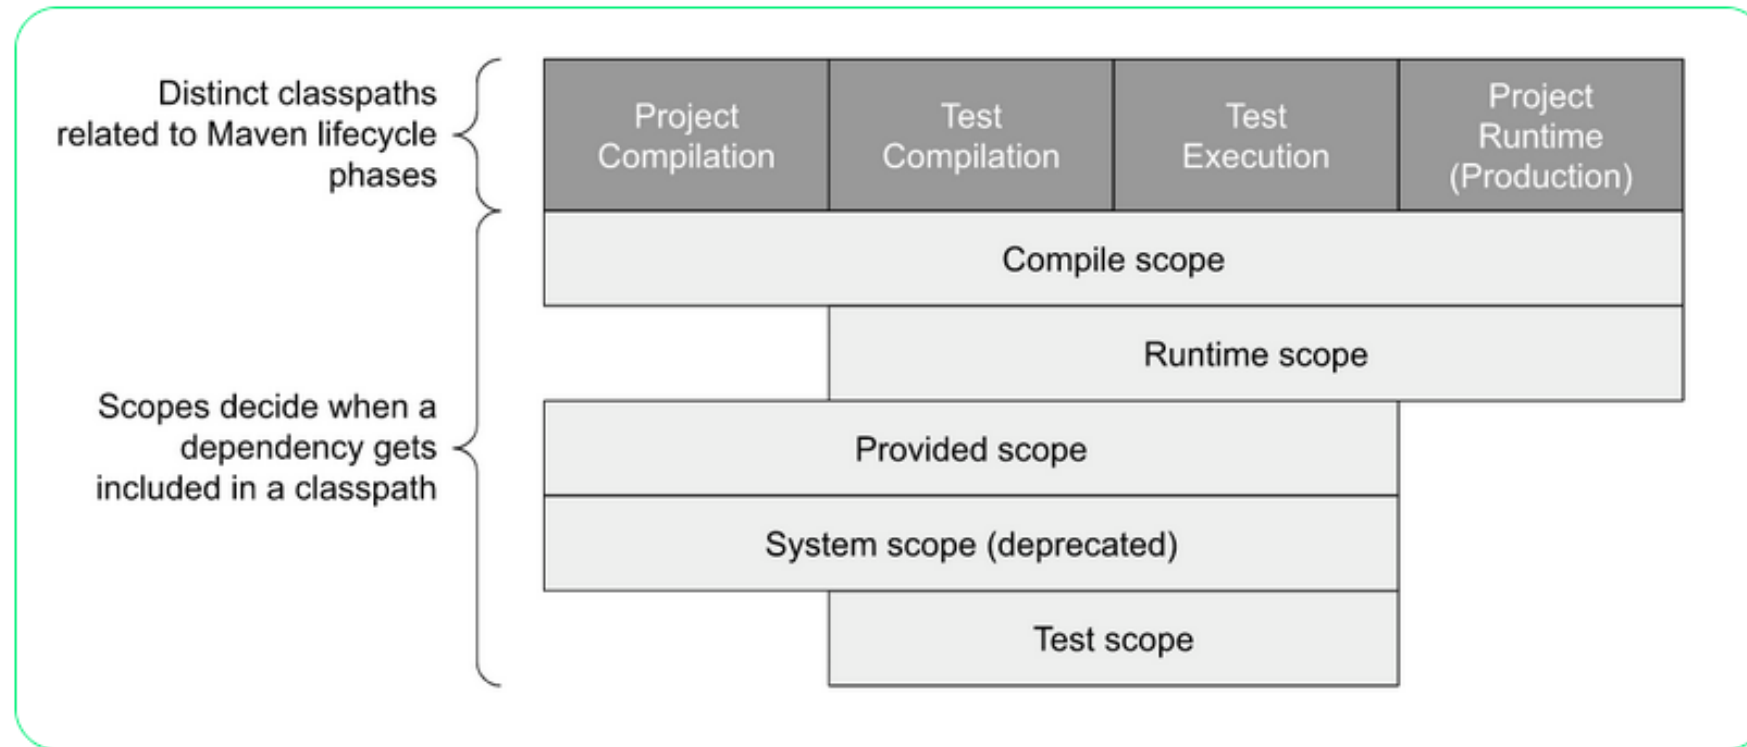 Distinct classpaths
related to Maven lifecycle
phases
Project
Compilation
Test
Compilation
Test
Execution
Project
Runtime
(Production)
Compile scope
Runtime scope
Scopes decide when a
dependency gets
included in a classpath
Provided scope
System scope (deprecated)
Test scope